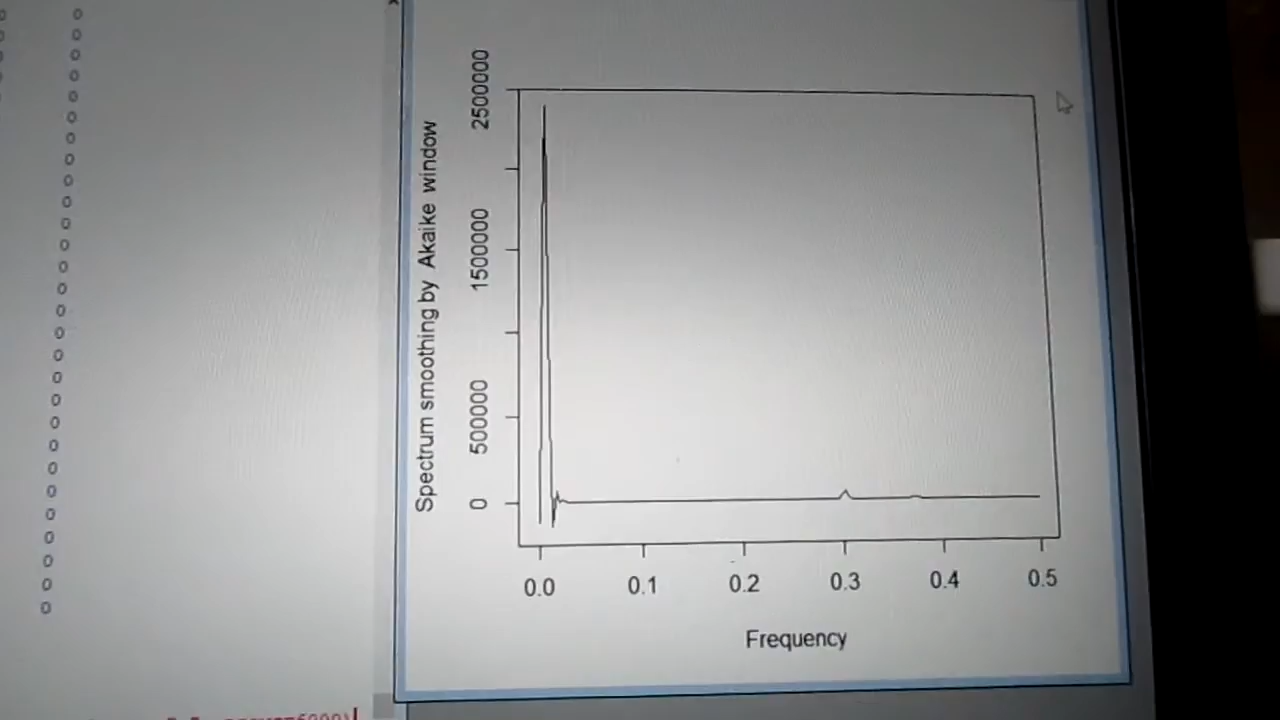 Spectrum smoothing by Akaike window
2500000
1500000
500000
0
0.0 0.1 0.2 0.3 0.4 0.5
Frequency